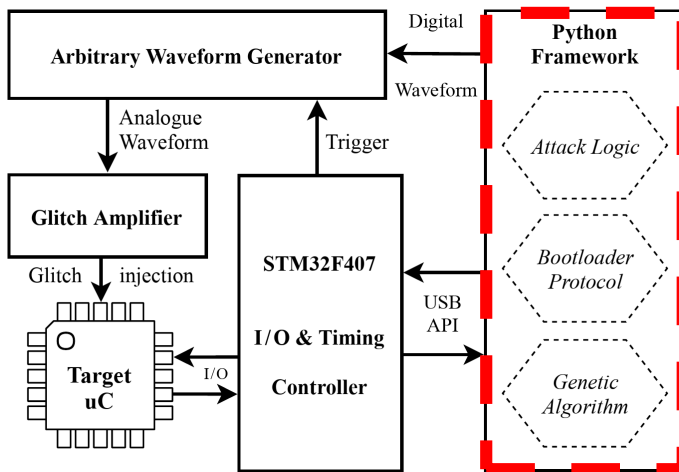 Arbitrary Waveform Generator
Digital
Waveform
Python
Framework
Analogue
Waveform
Trigger
Attack Logic
Glitch Amplifier
STM32F407
I/O & Timing
Controller
Bootloader
Protocol
Glitch injection
USB
API
Target
uC
I/O
Genetic
Algorithm